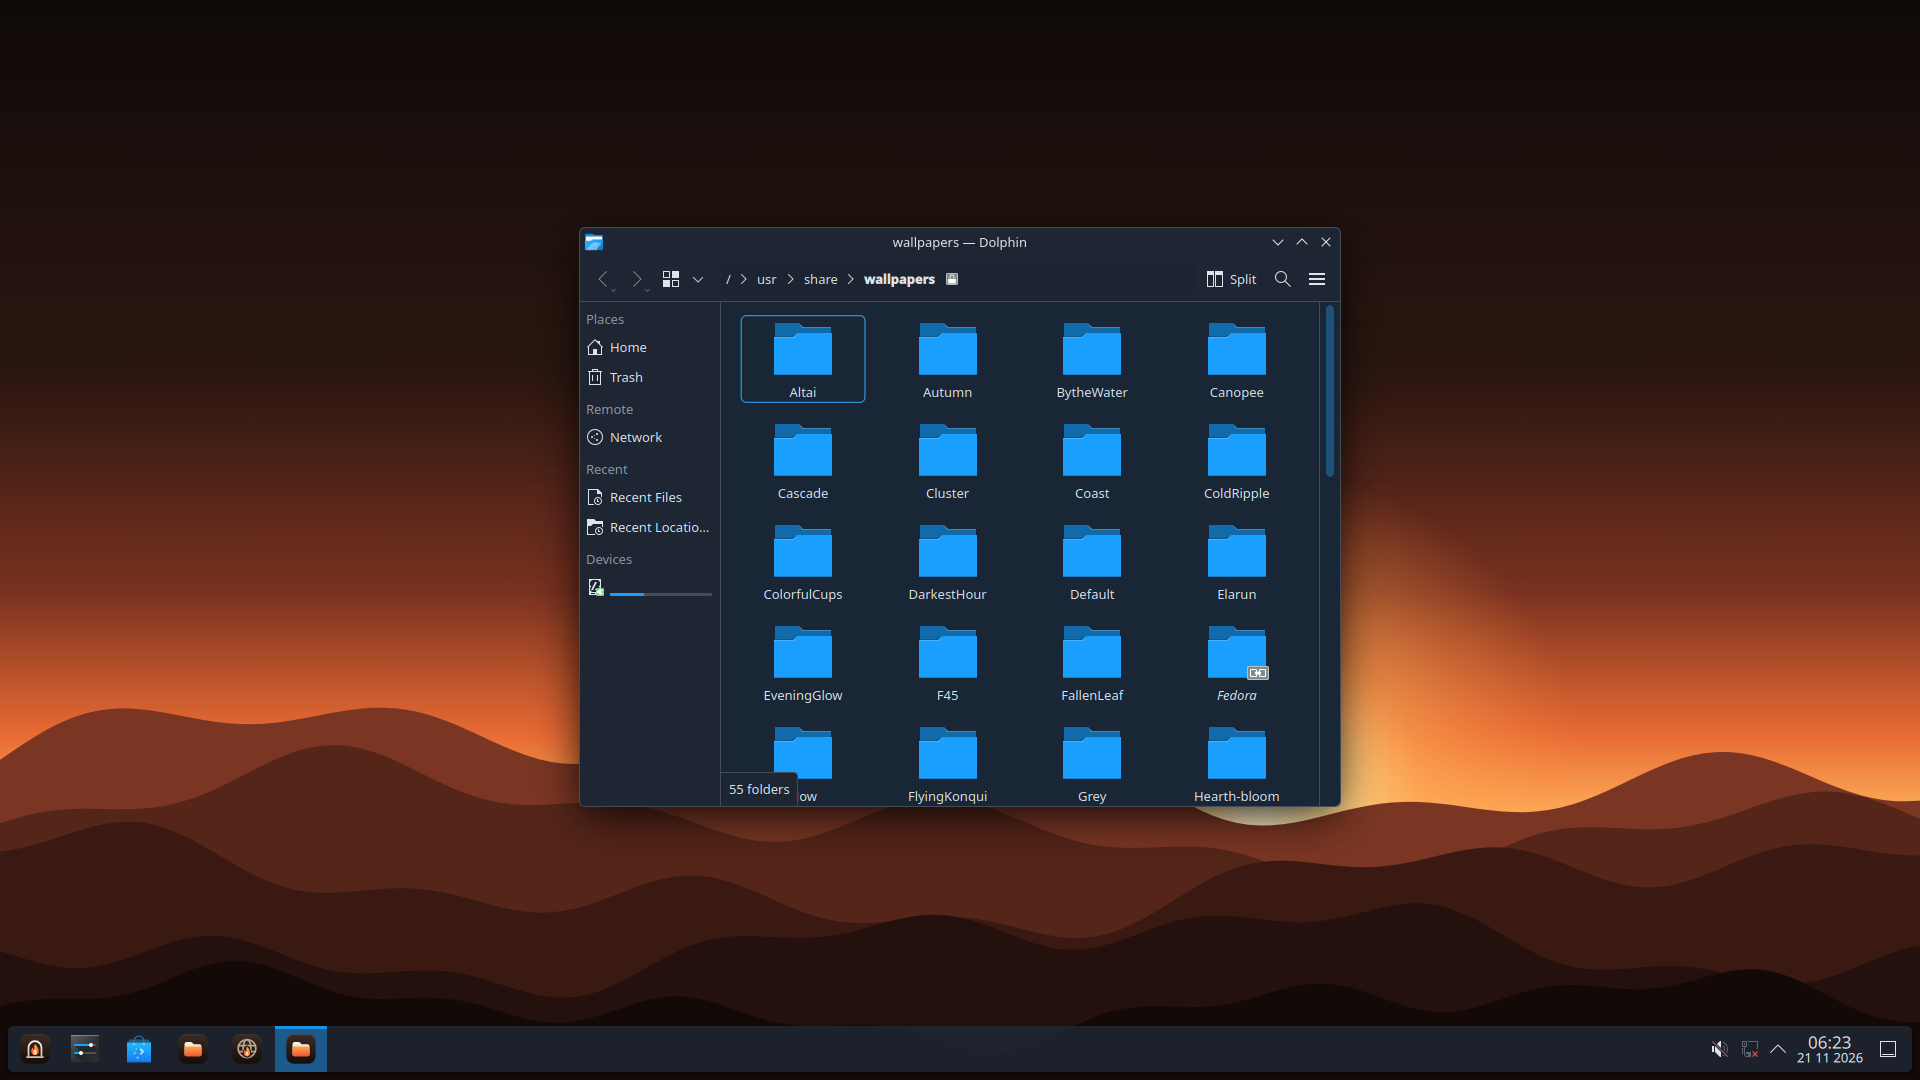 wallpapers — Dolphin
/ usr share wallpapers
Split
Places
Home
Trash
Remote
Network
Recent
Recent Files
Recent Locatio...
Devices
Altai
Autumn
BytheWater
Canopee
Cascade
Cluster
Coast
ColdRipple
ColorfulCups
DarkestHour
Default
Elarun
EveningGlow
F45
FallenLeaf
Fedora
ow
FlyingKonqui
Grey
Hearth-bloom
55 folders
06:23
21 11 2026